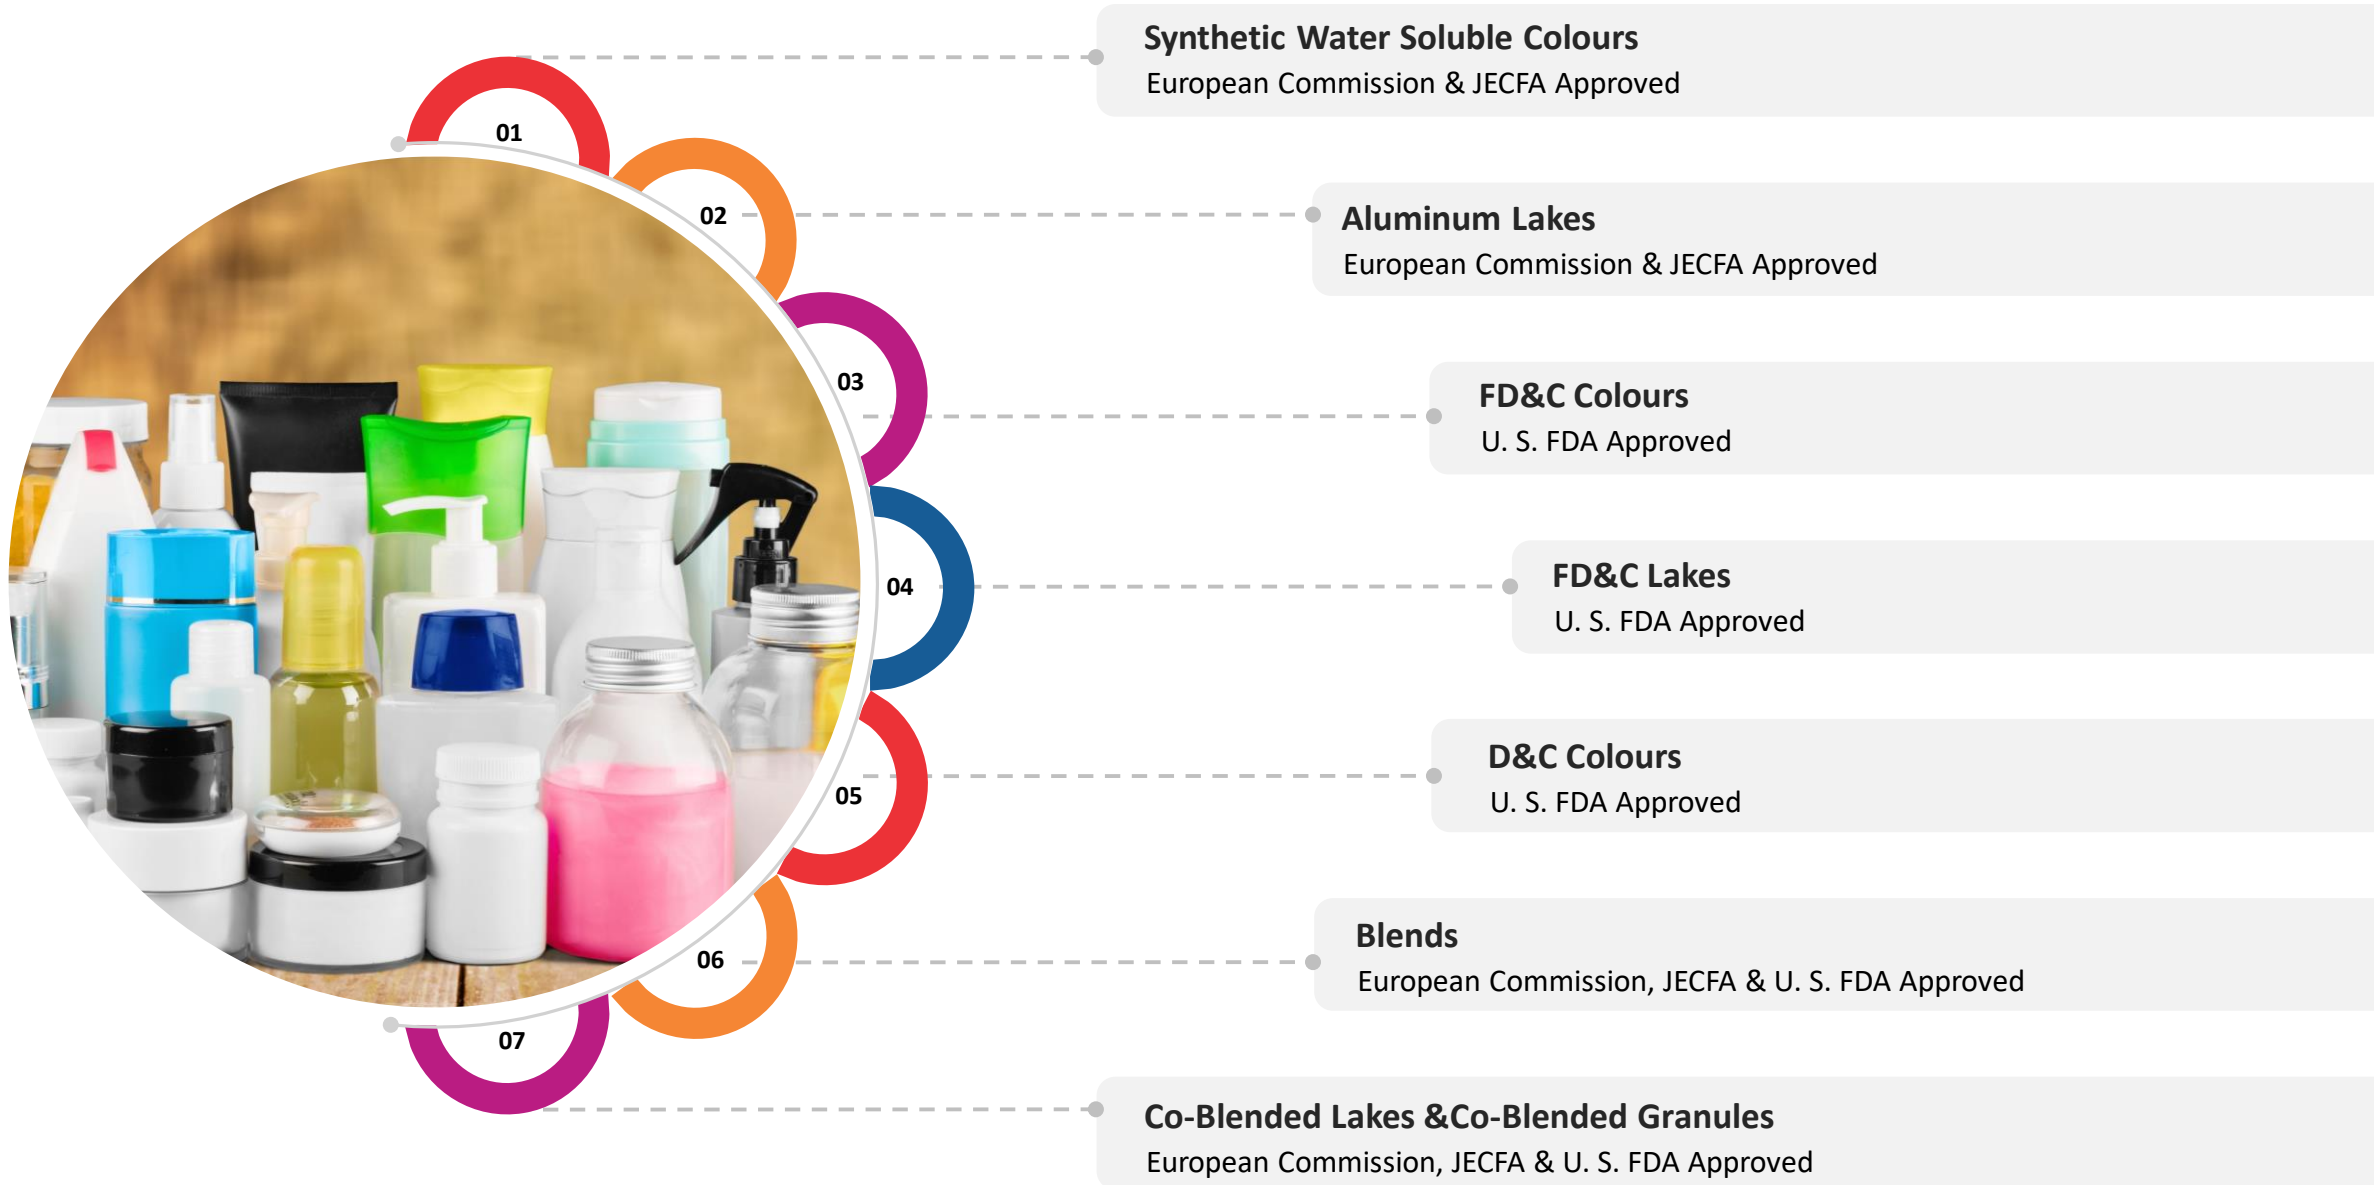 01
Synthetic Water Soluble Colours
European Commission & JECFA Approved
02
Aluminum Lakes
European Commission & JECFA Approved
03
FD&C Colours
U. S. FDA Approved
04
FD&C Lakes
U. S. FDA Approved
05
D&C Colours
U. S. FDA Approved
06
Blends
European Commission, JECFA & U. S. FDA Approved
07
Co-Blended Lakes &Co-Blended Granules
European Commission, JECFA & U. S. FDA Approved